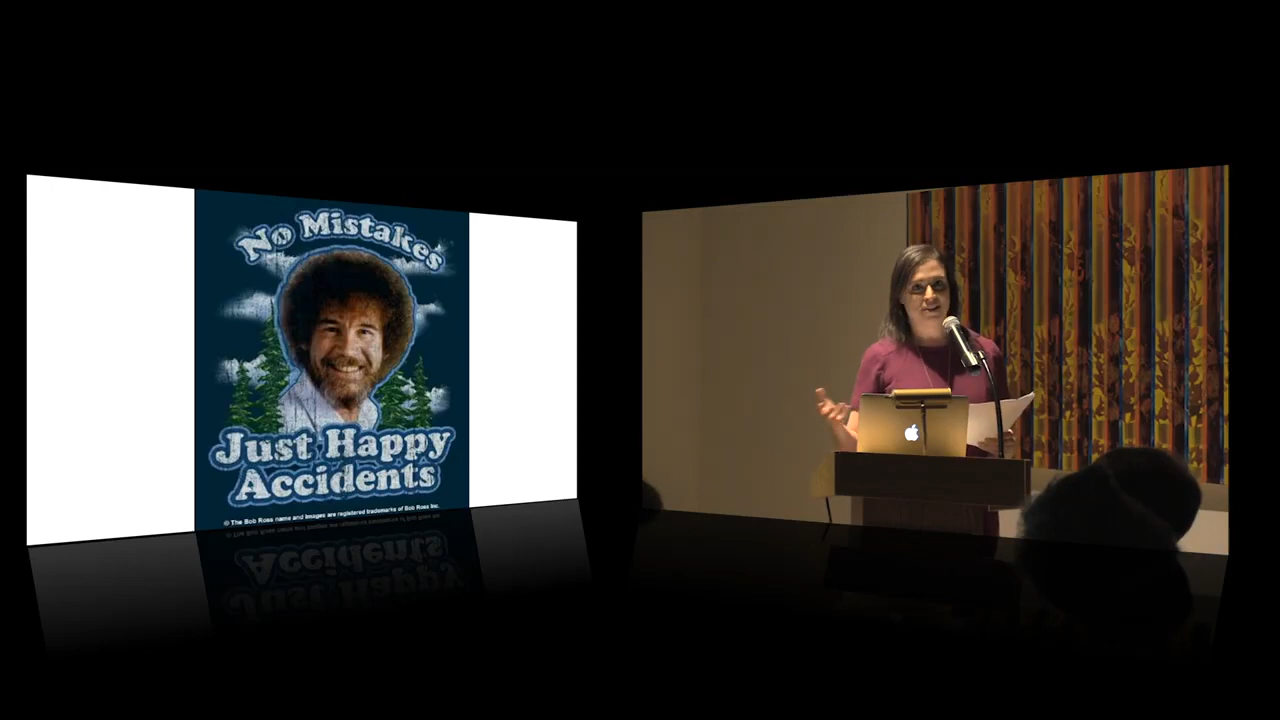 No Mistakes
Just Happy
Accidents
© The Bob Ross name and images are registered trademarks of Bob Ross Inc.